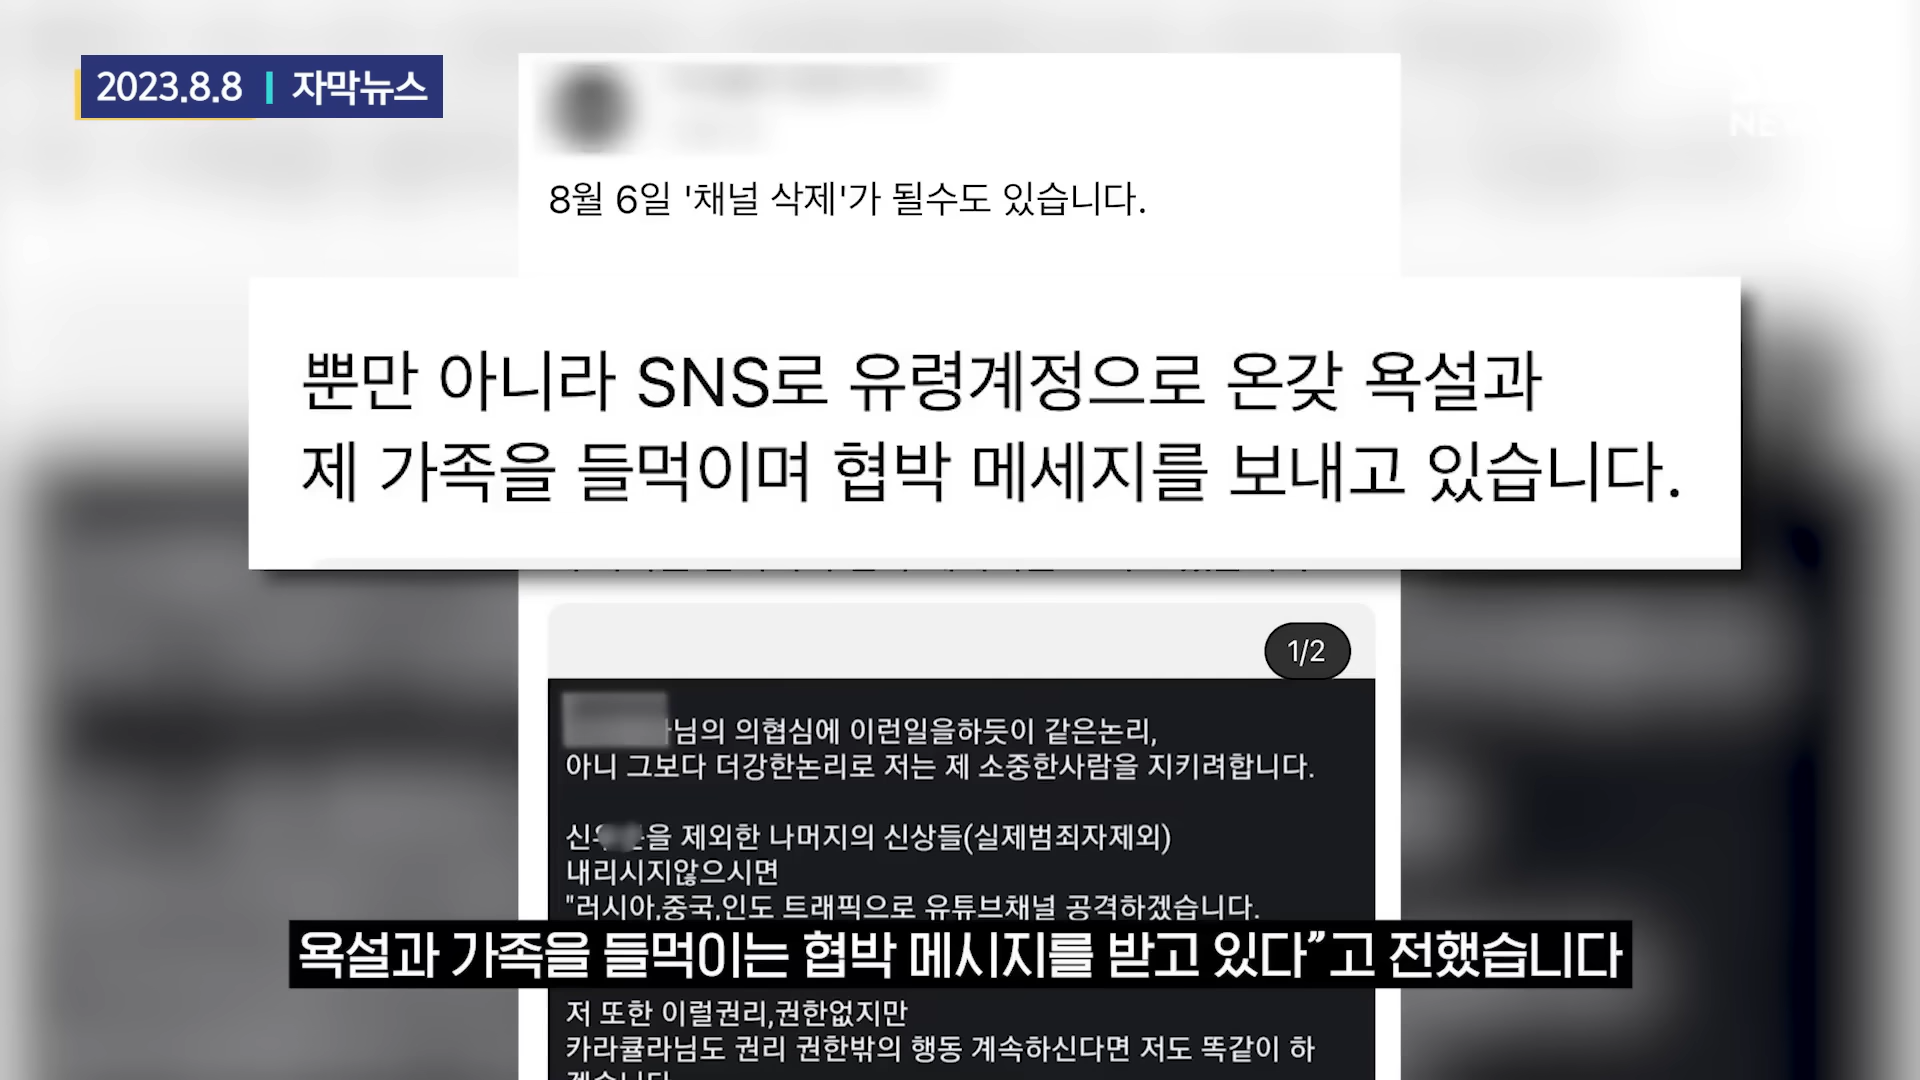 2023.8.8 | 자막뉴스
NEW
8월 6일 '채널 삭제'가 될수도 있습니다.
뿐만 아니라 SNS로 유령계정으로 온갖 욕설과
제 가족을 들먹이며 협박 메세지를 보내고 있습니다.
1/2
님의 의협심에 이런일을하듯이 같은논리,
아니 그보다 더강한논리로 저는 제 소중한사람을 지키려합니다.
신 을 제외한 나머지의 신상들(실제범죄자제외)
내리시지않으시면
"러시아,중국,인도 트래픽으로 유튜브채널 공격하겠습니다.
욕설과 가족을 들먹이는 협박 메시지를 받고 있다"고 전했습니다
저 또한 이럴권리,권한없지만
카라큘라님도 권리 권한밖의 행동 계속하신다면 저도 똑같이 하
겠습니다